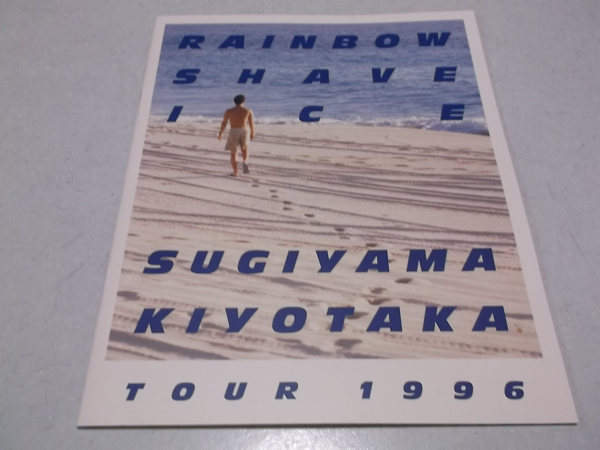 RAINBOW
SHAVE
ICE
SUGIYAMA
KIYOTAKA
TOUR 1996